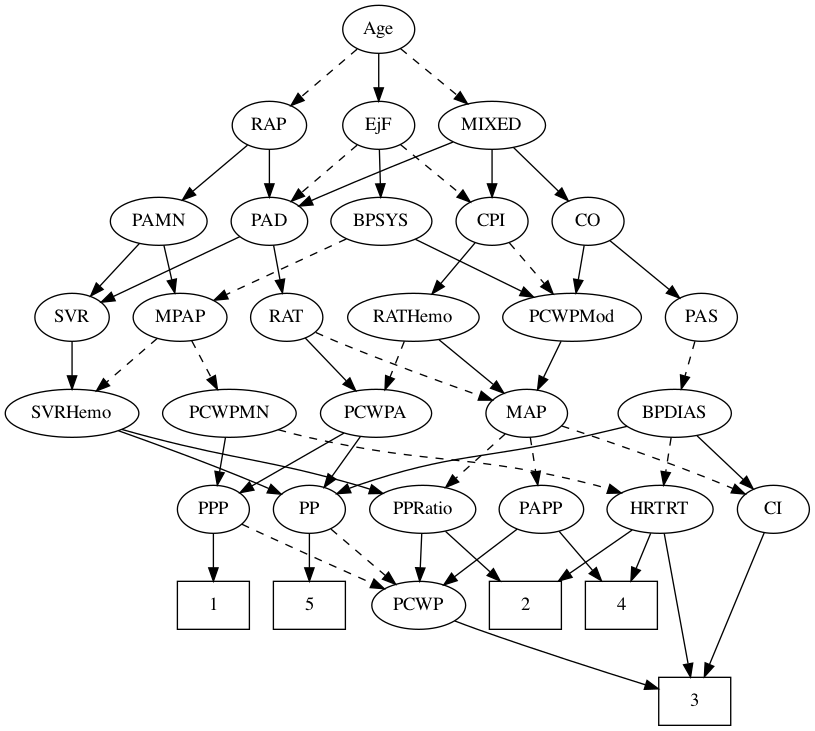 Age
RAP EjF MIXED
PAMN PAD BPSYS CPI CO
SVR MPAP RAT RATHemo PCWPMod PAS
SVRHemo PCWPMN PCWPA MAP BPDIAS
PPP PP PPRatio PAPP HRTRT CI
1 5 PCWP 2 4
3